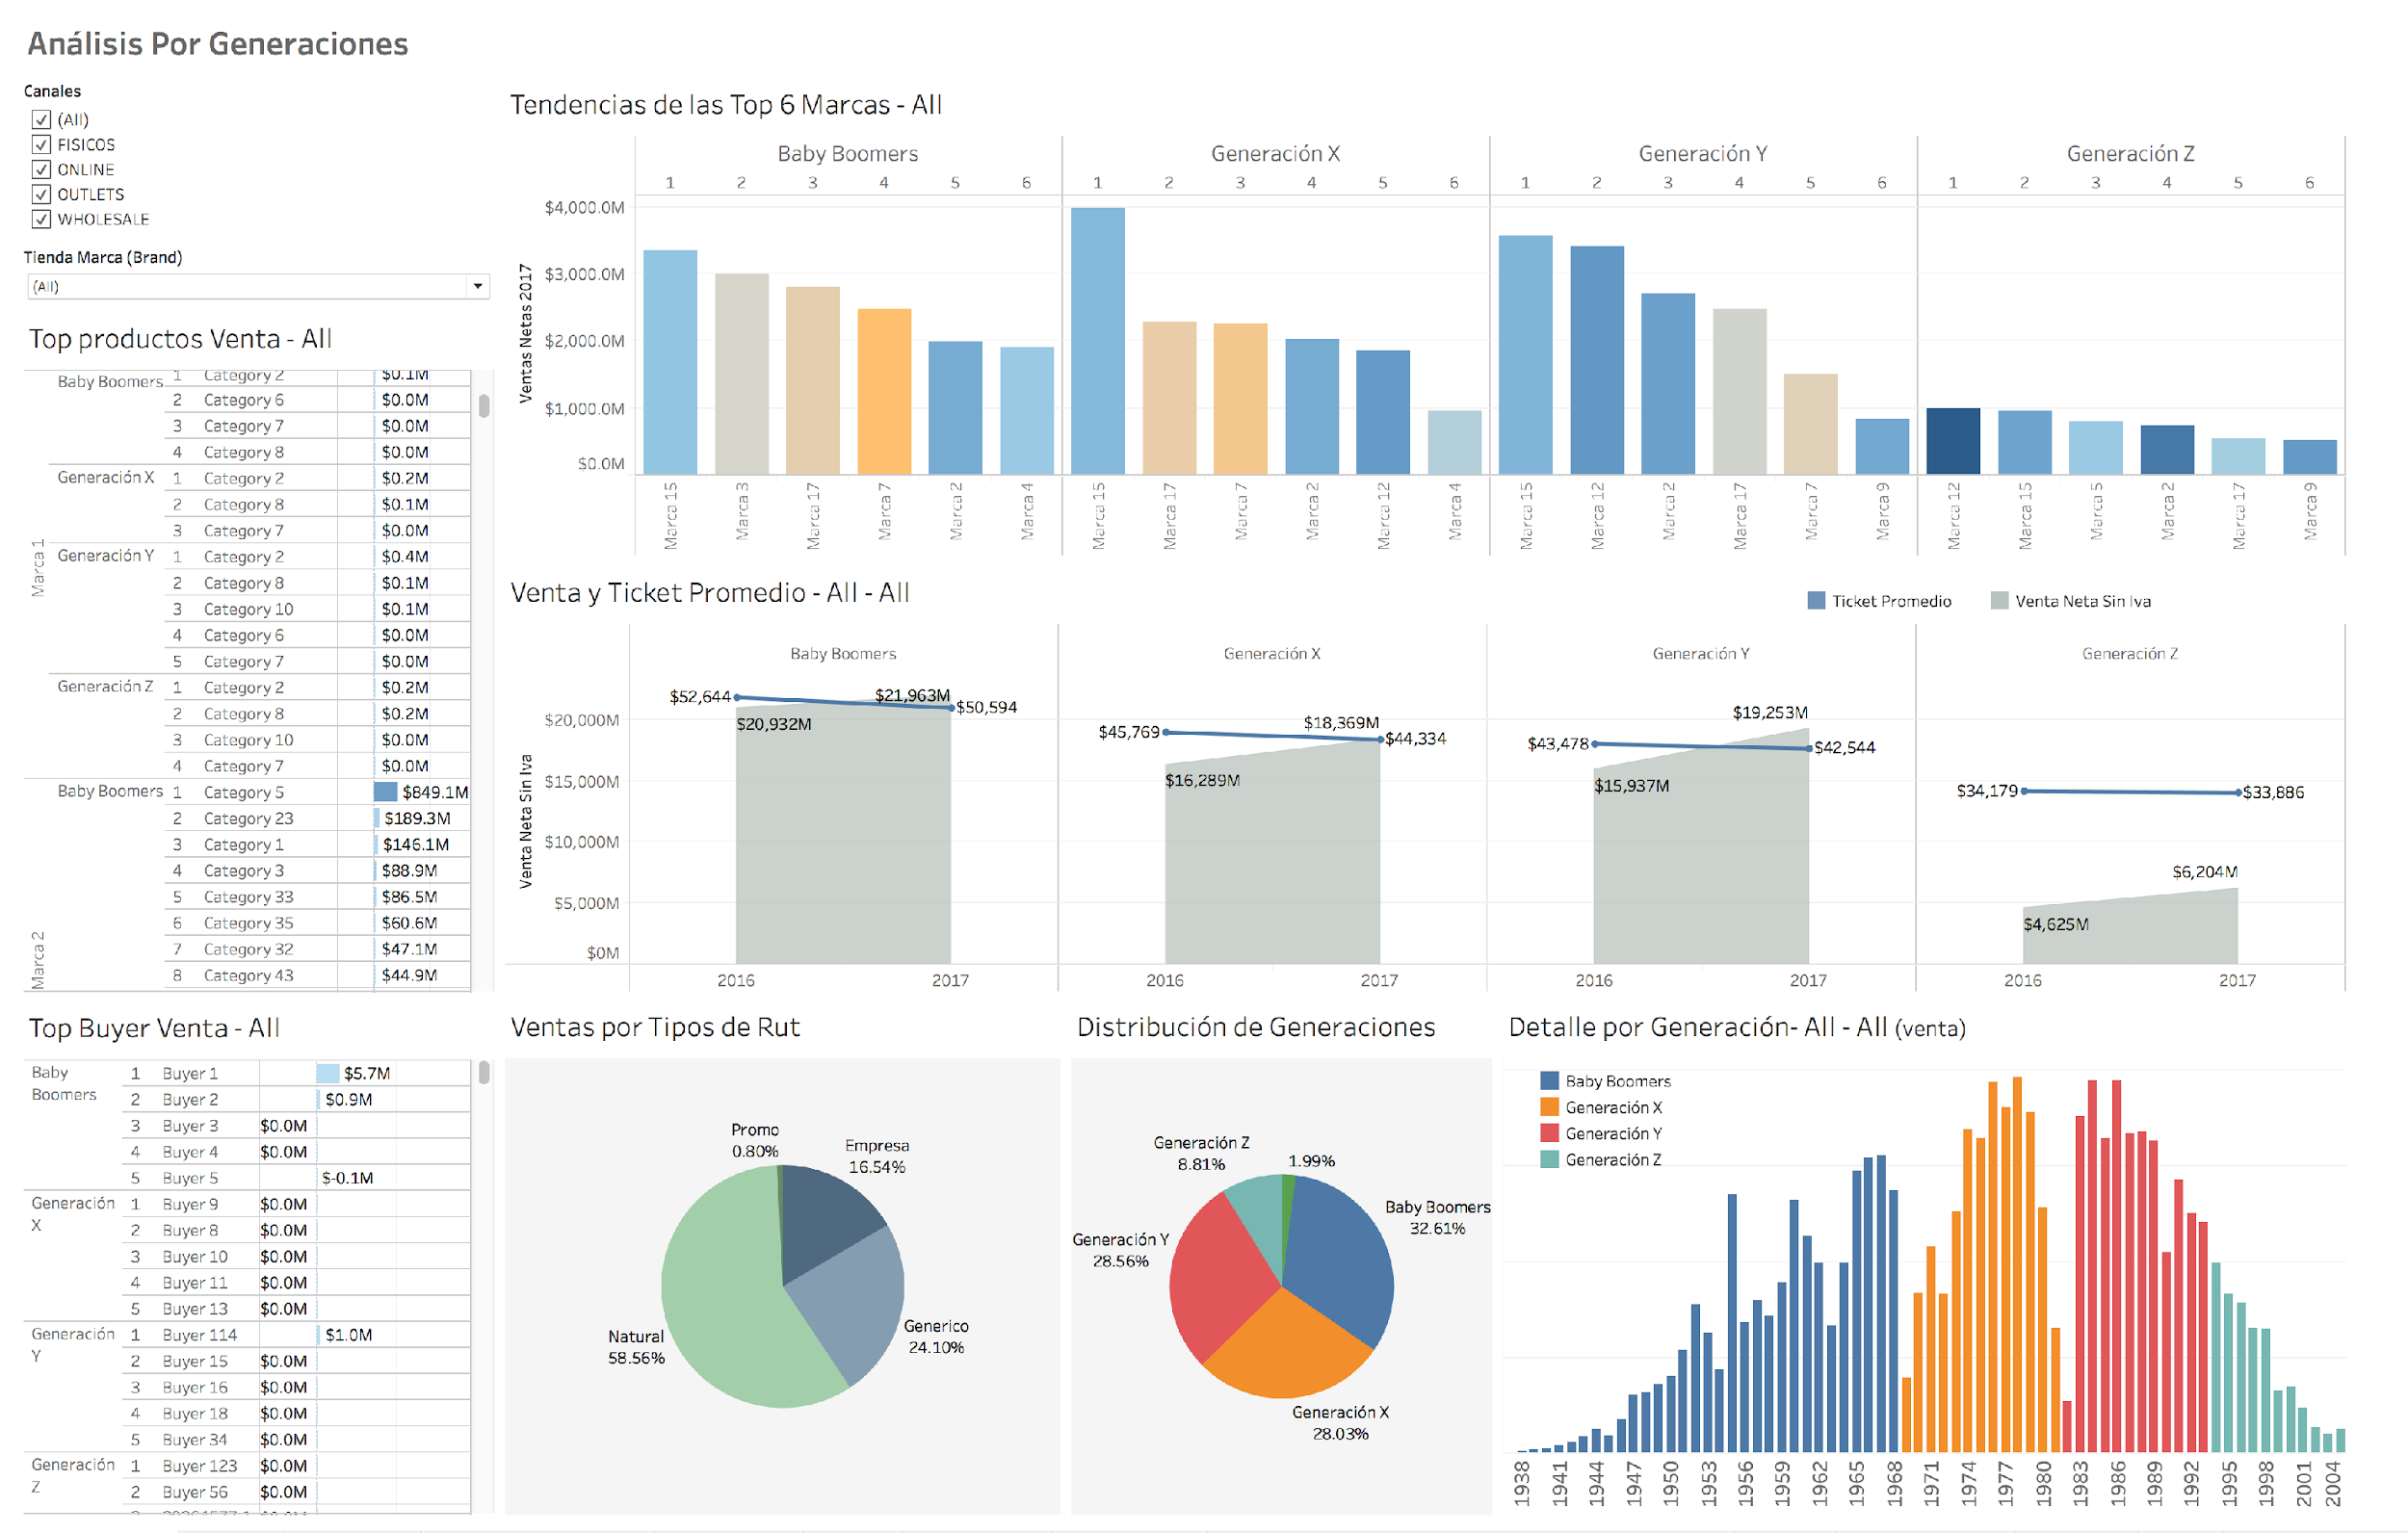 Análisis Por Generaciones
Canales
(All)
FISICOS
ONLINE
OUTLETS
WHOLESALE
Tienda Marca (Brand)
(All)
Top productos Venta - All
Marca 1
Baby Boomers 1 Category 2 $0.1M
2 Category 6 $0.0M
3 Category 7 $0.0M
4 Category 8 $0.0M
Generación X 1 Category 2 $0.2M
2 Category 8 $0.1M
3 Category 7 $0.0M
Generación Y 1 Category 2 $0.4M
2 Category 8 $0.1M
3 Category 10 $0.1M
4 Category 6 $0.0M
5 Category 7 $0.0M
Generación Z 1 Category 2 $0.2M
2 Category 8 $0.2M
3 Category 10 $0.0M
4 Category 7 $0.0M
Marca 2
Baby Boomers 1 Category 5 $849.1M
2 Category 23 $189.3M
3 Category 1 $146.1M
4 Category 3 $88.9M
5 Category 33 $86.5M
6 Category 35 $60.6M
7 Category 32 $47.1M
8 Category 43 $44.9M
Top Buyer Venta - All
Baby Boomers
1 Buyer 1 $5.7M
2 Buyer 2 $0.9M
3 Buyer 3 $0.0M
4 Buyer 4 $0.0M
5 Buyer 5 $-0.1M
Generación X
1 Buyer 9 $0.0M
2 Buyer 8 $0.0M
3 Buyer 10 $0.0M
4 Buyer 11 $0.0M
5 Buyer 13 $0.0M
Generación Y
1 Buyer 114 $1.0M
2 Buyer 15 $0.0M
3 Buyer 16 $0.0M
4 Buyer 18 $0.0M
5 Buyer 34 $0.0M
Generación Z
1 Buyer 123 $0.0M
2 Buyer 56 $0.0M
Tendencias de las Top 6 Marcas - All
Baby Boomers Generación X Generación Y Generación Z
1 2 3 4 5 6 1 2 3 4 5 6 1 2 3 4 5 6 1 2 3 4 5 6
Ventas Netas 2017
$4,000.0M
$3,000.0M
$2,000.0M
$1,000.0M
$0.0M
Marca 15 Marca 3 Marca 17 Marca 7 Marca 2 Marca 4 Marca 15 Marca 17 Marca 7 Marca 2 Marca 12 Marca 4 Marca 15 Marca 12 Marca 2 Marca 17 Marca 7 Marca 9 Marca 12 Marca 15 Marca 5 Marca 2 Marca 17 Marca 9
Venta y Ticket Promedio - All - All
Ticket Promedio Venta Neta Sin Iva
Baby Boomers Generación X Generación Y Generación Z
Venta Neta Sin Iva
$20,000M
$15,000M
$10,000M
$5,000M
$0M
$52,644 $21,963M $50,594
$20,932M
$45,769 $18,369M $44,334
$16,289M
$19,253M
$43,478 $42,544
$15,937M
$34,179 $33,886
$6,204M
$4,625M
2016 2017 2016 2017 2016 2017 2016 2017
Ventas por Tipos de Rut
Promo
0.80%
Empresa
16.54%
Generico
24.10%
Natural
58.56%
Distribución de Generaciones
Generación Z
8.81%
1.99%
Baby Boomers
32.61%
Generación Y
28.56%
Generación X
28.03%
Detalle por Generación- All - All (venta)
Baby Boomers
Generación X
Generación Y
Generación Z
1938 1941 1944 1947 1950 1953 1956 1959 1962 1965 1968 1971 1974 1977 1980 1983 1986 1989 1992 1995 1998 2001 2004